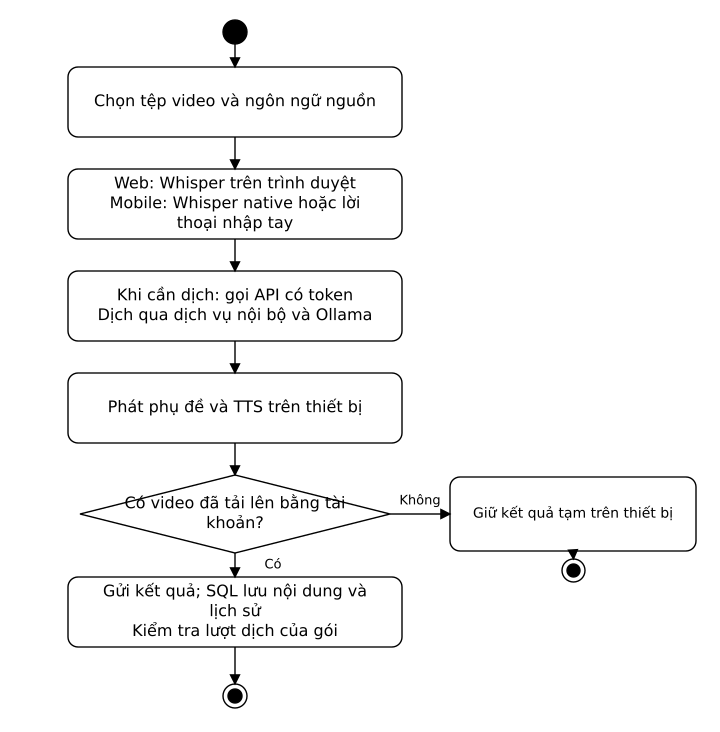 Chọn tệp video và ngôn ngữ nguồn
Web: Whisper trên trình duyệt
Mobile: Whisper native hoặc lời
thoại nhập tay
Khi cần dịch: gọi API có token
Dịch qua dịch vụ nội bộ và Ollama
Phát phụ đề và TTS trên thiết bị
Có video đã tải lên bằng tài
khoản?
Không
Giữ kết quả tạm trên thiết bị
Có
Gửi kết quả; SQL lưu nội dung và
lịch sử
Kiểm tra lượt dịch của gói